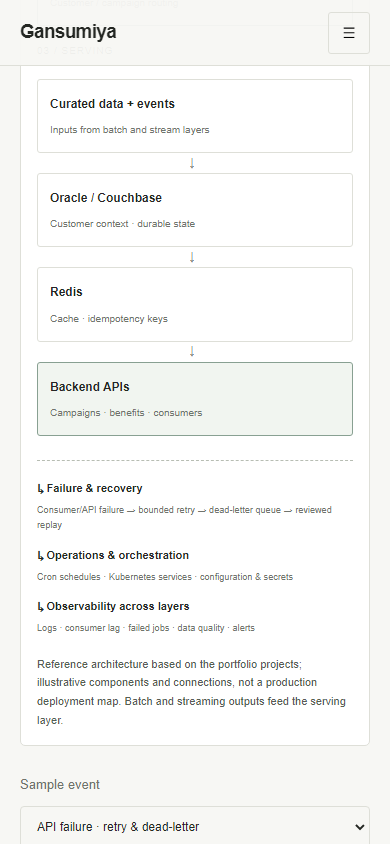 Gansumiya
☰
Curated data + events
Inputs from batch and stream layers
↓
Oracle / Couchbase
Customer context · durable state
↓
Redis
Cache · idempotency keys
↓
Backend APIs
Campaigns · benefits · consumers
↳ Failure & recovery
Consumer/API failure → bounded retry → dead-letter queue → reviewed
replay
↳ Operations & orchestration
Cron schedules · Kubernetes services · configuration & secrets
↳ Observability across layers
Logs · consumer lag · failed jobs · data quality · alerts
Reference architecture based on the portfolio projects;
illustrative components and connections, not a production
deployment map. Batch and streaming outputs feed the serving
layer.
Sample event
API failure · retry & dead-letter